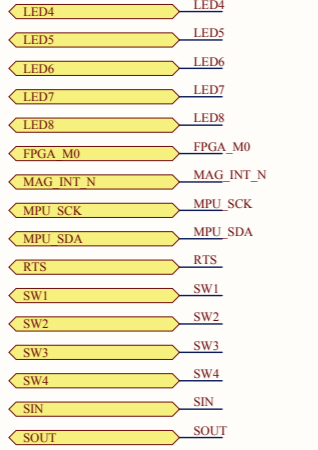 LED4 LED4
LED5 LED5
LED6 LED6
LED7 LED7
LED8 LED8
FPGA_M0 FPGA_M0
MAG_INT_N MAG_INT_N
MPU_SCK MPU_SCK
MPU_SDA MPU_SDA
RTS RTS
SW1 SW1
SW2 SW2
SW3 SW3
SW4 SW4
SIN SIN
SOUT SOUT